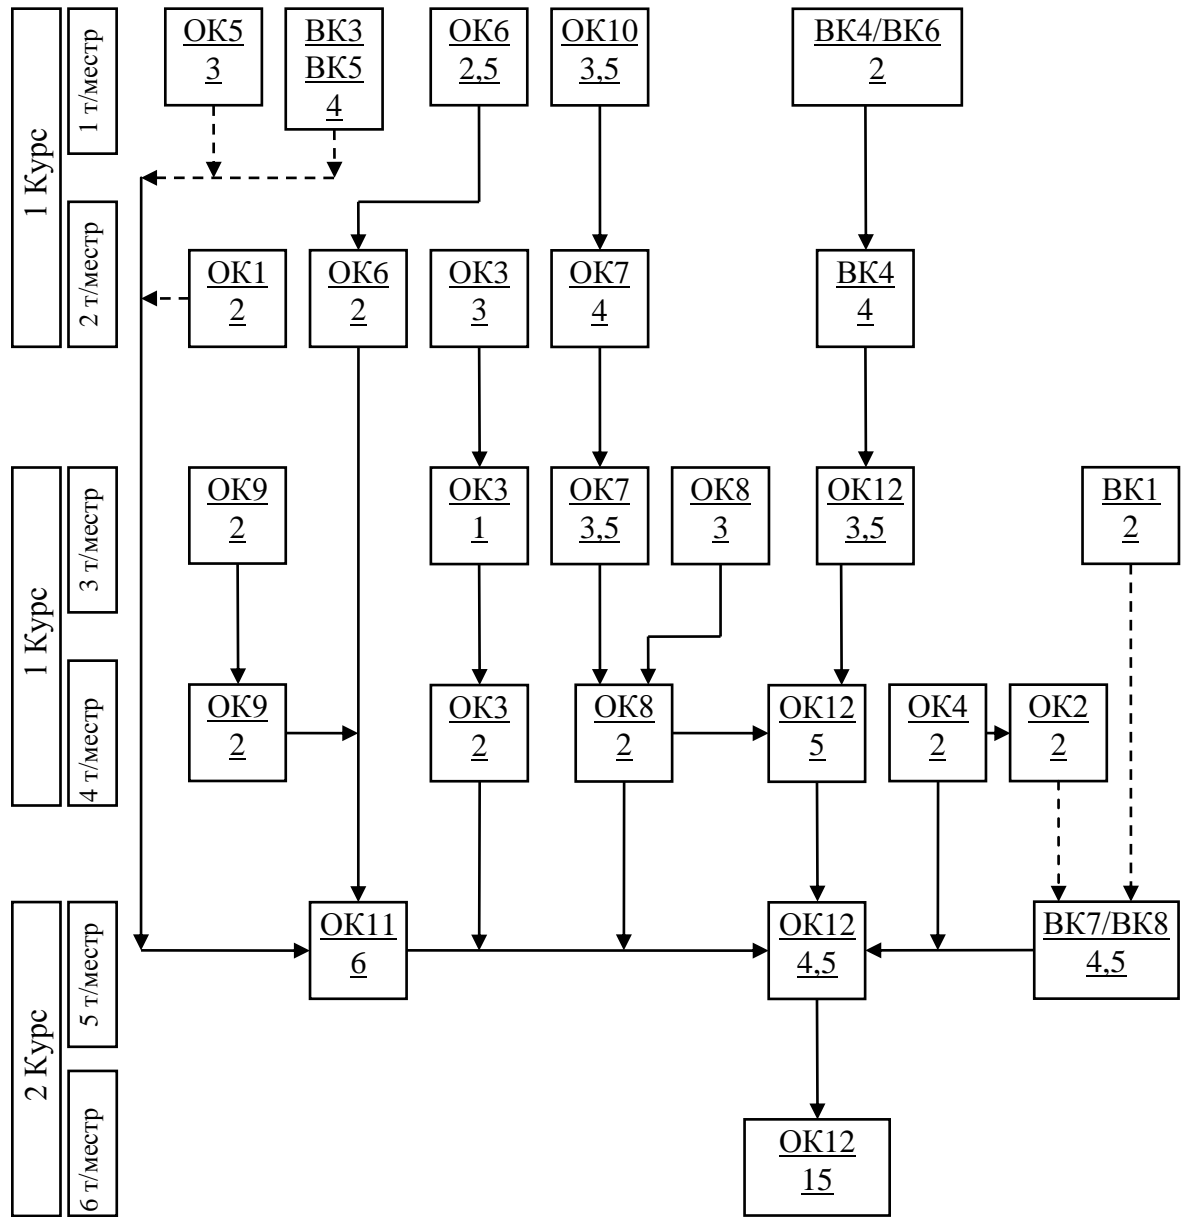 1 Курс
1 т/местр
ОК5
3
ВК3
ВК5
4
ОК6
2,5
ОК10
3,5
ВК4/ВК6
2
2 т/местр
ОК1
2
ОК6
2
ОК3
3
ОК7
4
ВК4
4
1 Курс
3 т/местр
ОК9
2
ОК3
1
ОК7
3,5
ОК8
3
ОК12
3,5
ВК1
2
4 т/местр
ОК9
2
ОК3
2
ОК8
2
ОК12
5
ОК4
2
ОК2
2
2 Курс
5 т/местр
ОК11
6
ОК12
4,5
ВК7/ВК8
4,5
6 т/местр
ОК12
15